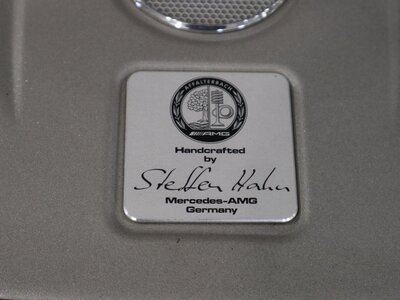 AFFALTERBACH
AMG
Handcrafted
by
Steffen Hahn
Mercedes-AMG
Germany